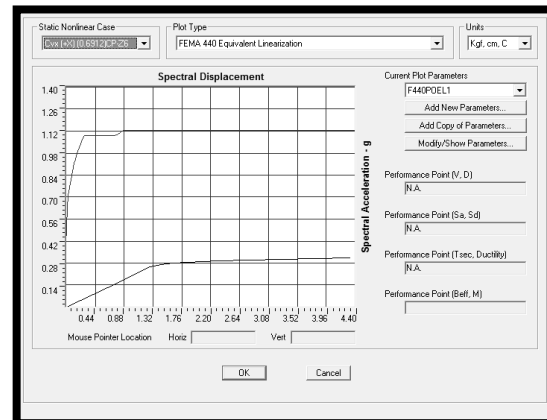 Static Nonlinear Case
Plot Type
Units
Cvx (+X) (0.6912)CP-Z6
FEMA 440 Equivalent Linearization
Kgf, cm, C
Spectral Displacement
Current Plot Parameters
F440POEL1
Add New Parameters...
Add Copy of Parameters...
Modify/Show Parameters...
1.40
1.26
1.12
0.98
0.84
0.70
0.56
0.42
0.28
0.14
Spectral Acceleration - g
Performance Point (V, D)
N.A.
Performance Point (Sa, Sd)
N.A.
Performance Point (Tsec, Ductility)
N.A.
Performance Point (Beff, M)
0.44 0.88 1.32 1.76 2.20 2.64 3.08 3.52 3.96 4.40
Mouse Pointer Location Horiz Vert
OK Cancel